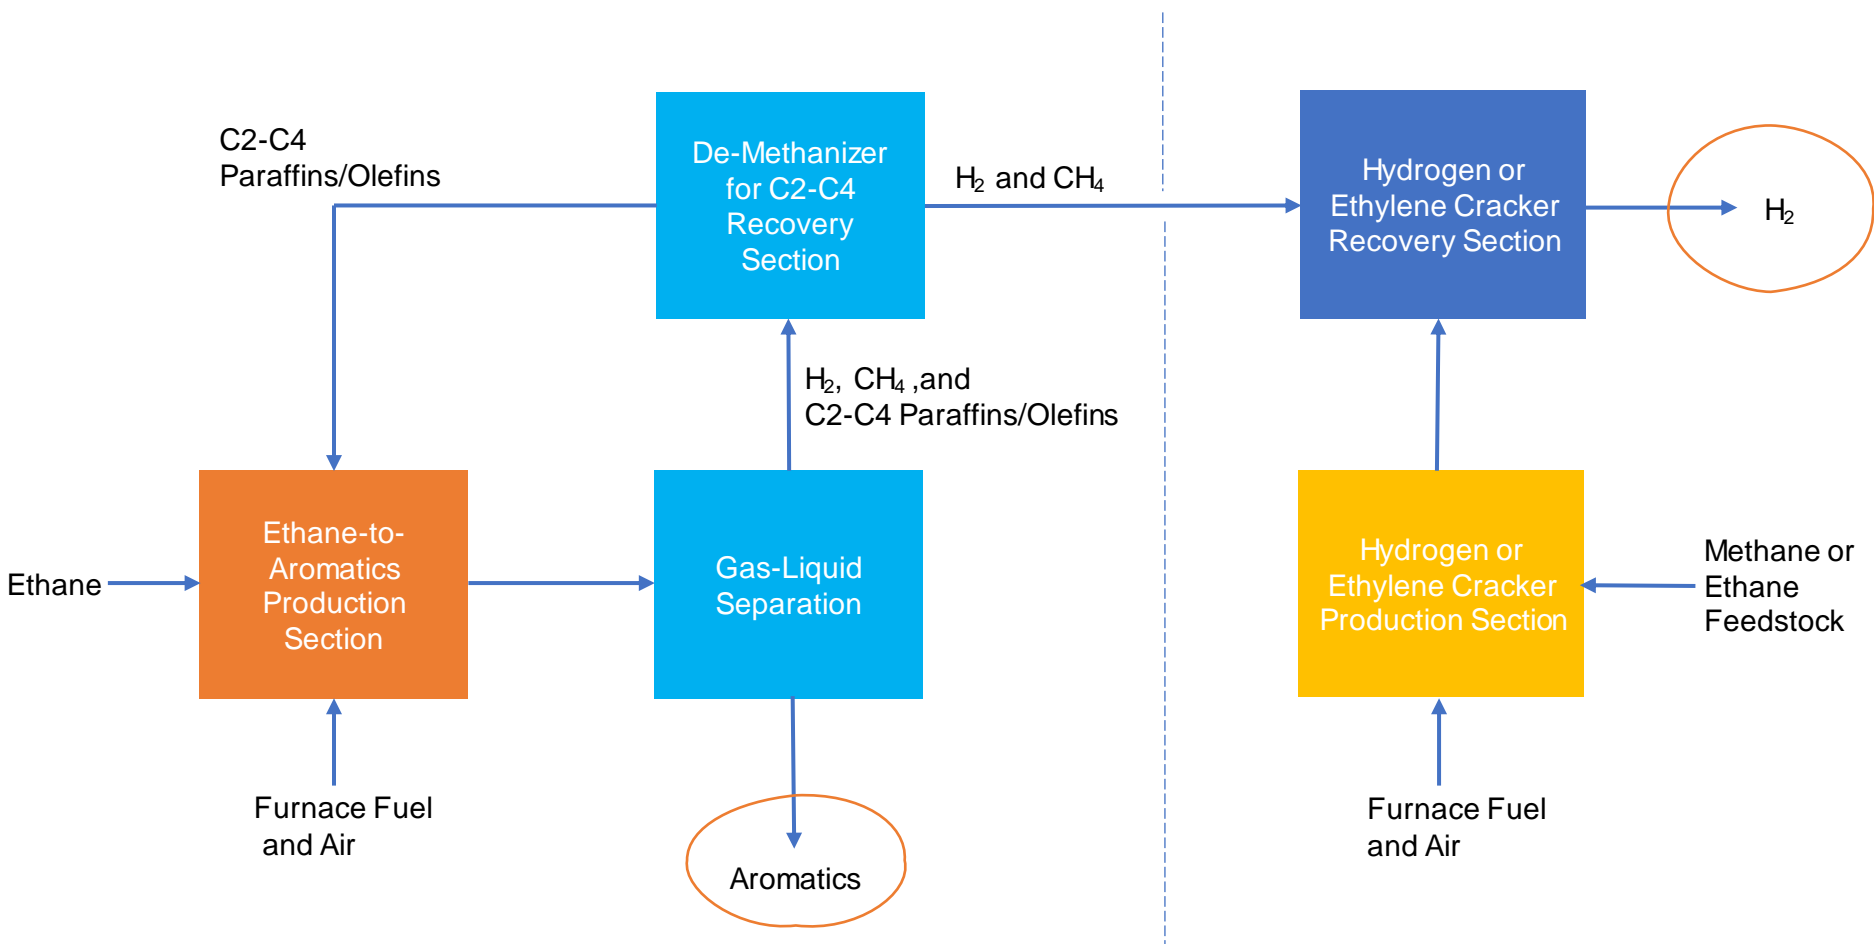 C2-C4
Paraffins/Olefins
De-Methanizer
for C2-C4
Recovery
Section
H₂ and CH₄
Hydrogen or
Ethylene Cracker
Recovery Section
H₂
H₂, CH₄ ,and
C2-C4 Paraffins/Olefins
Ethane
Ethane-to-
Aromatics
Production
Section
Gas-Liquid
Separation
Hydrogen or
Ethylene Cracker
Production Section
Methane or
Ethane
Feedstock
Furnace Fuel
and Air
Aromatics
Furnace Fuel
and Air